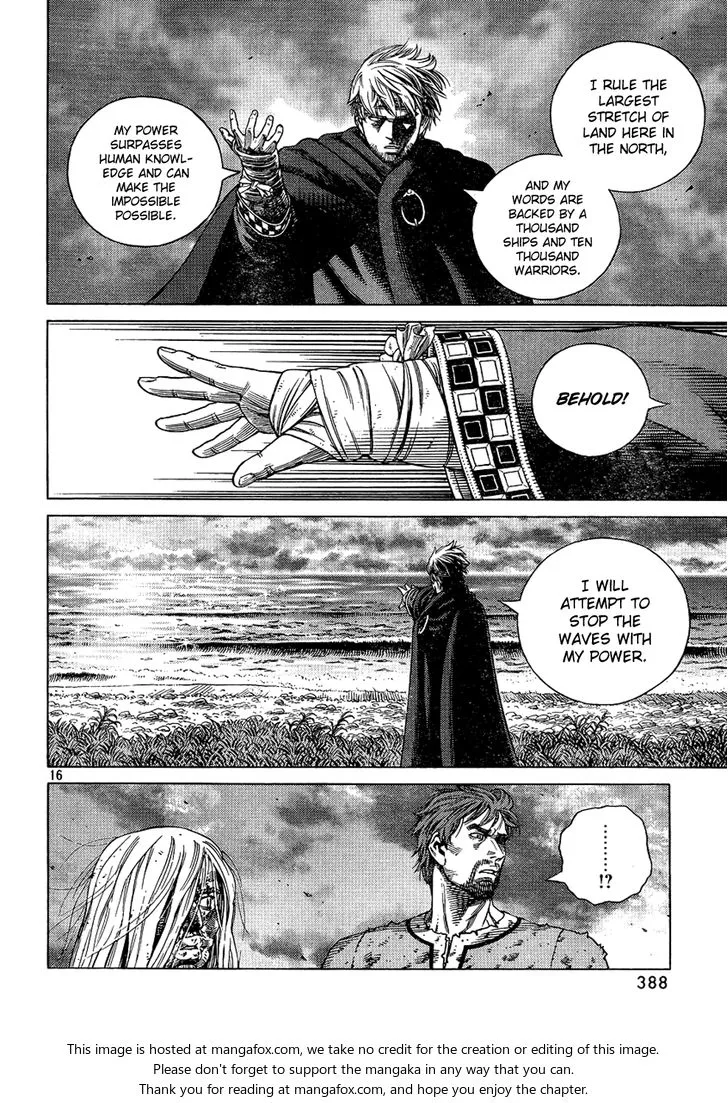 I RULE THE
LARGEST
STRETCH OF
LAND HERE IN
THE NORTH,
AND MY
WORDS ARE
BACKED BY A
THOUSAND
SHIPS AND TEN
THOUSAND
WARRIORS.
MY POWER
SURPASSES
HUMAN KNOWL-
EDGE AND CAN
MAKE THE
IMPOSSIBLE
POSSIBLE.
BEHOLD!
I WILL
ATTEMPT TO
STOP THE
WAVES WITH
MY POWER.
16
.........
!?
388
This image is hosted at mangafox.com, we take no credit for the creation or editing of this image.
Please don't forget to support the mangaka in any way that you can.
Thank you for reading at mangafox.com, and hope you enjoy the chapter.